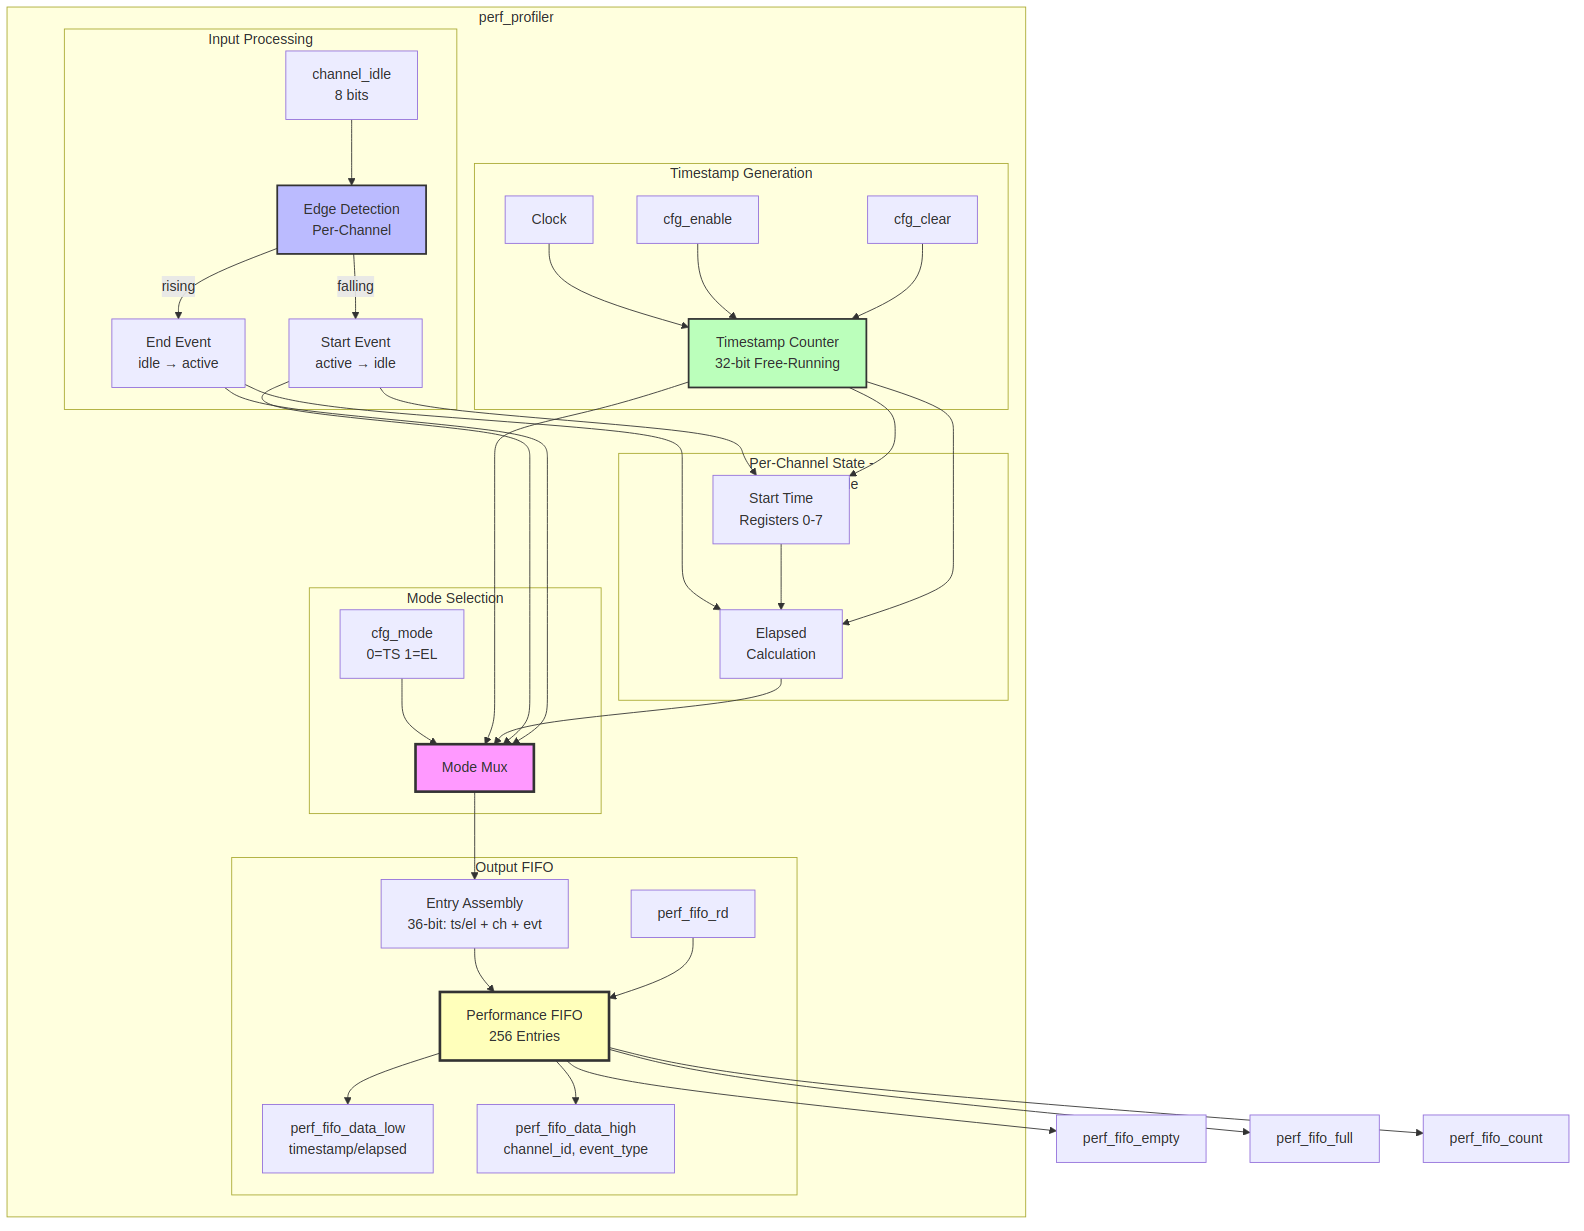 perf_profiler
Input Processing
channel_idle
8 bits
Edge Detection
Per-Channel
rising
falling
End Event
idle → active
Start Event
active → idle
Timestamp Generation
Clock
cfg_enable
cfg_clear
Timestamp Counter
32-bit Free-Running
Per-Channel State -
e
Start Time
Registers 0-7
Elapsed
Calculation
Mode Selection
cfg_mode
0=TS 1=EL
Mode Mux
Output FIFO
Entry Assembly
36-bit: ts/el + ch + evt
perf_fifo_rd
Performance FIFO
256 Entries
perf_fifo_data_low
timestamp/elapsed
perf_fifo_data_high
channel_id, event_type
perf_fifo_empty
perf_fifo_full
perf_fifo_count